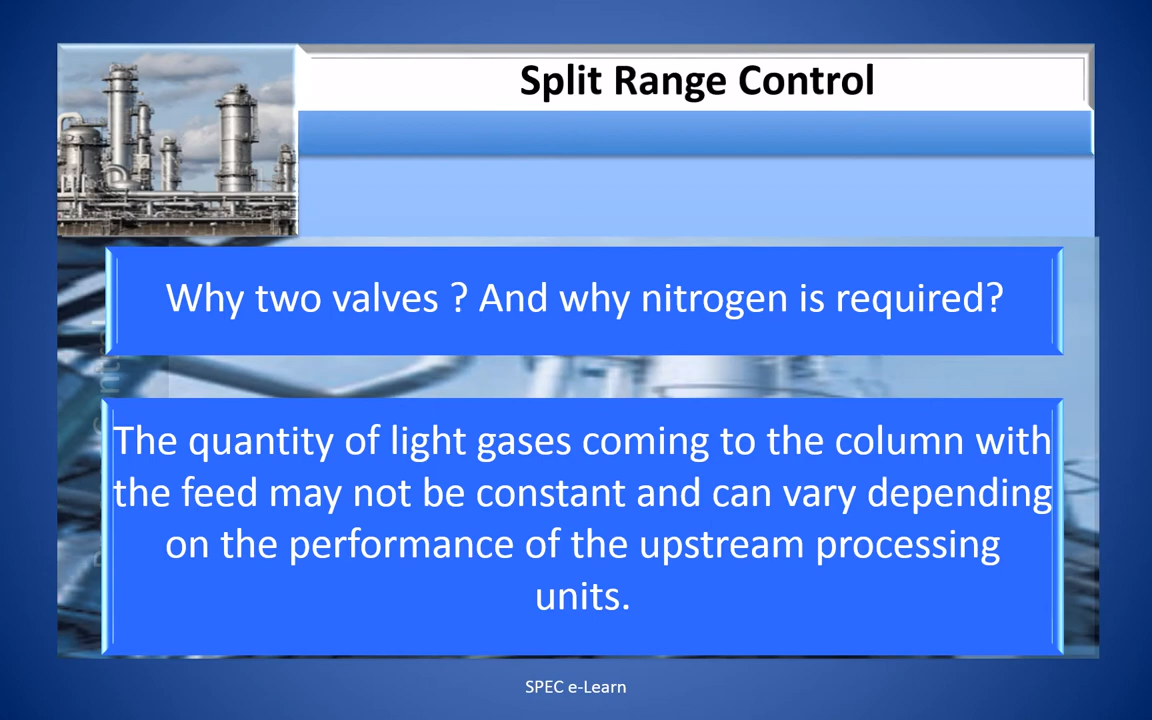 Split Range Control
Why two valves ? And why nitrogen is required?
The quantity of light gases coming to the column with
the feed may not be constant and can vary depending
on the performance of the upstream processing
units.
SPEC e-Learn